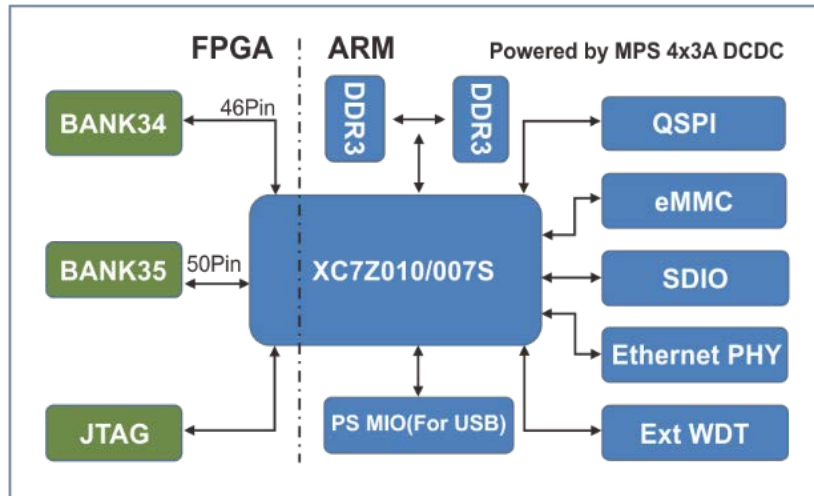 FPGA
ARM
Powered by MPS 4x3A DCDC
BANK34
46Pin
DDR3
DDR3
QSPI
eMMC
BANK35
50Pin
XC7Z010/007S
SDIO
Ethernet PHY
JTAG
PS MIO(For USB)
Ext WDT